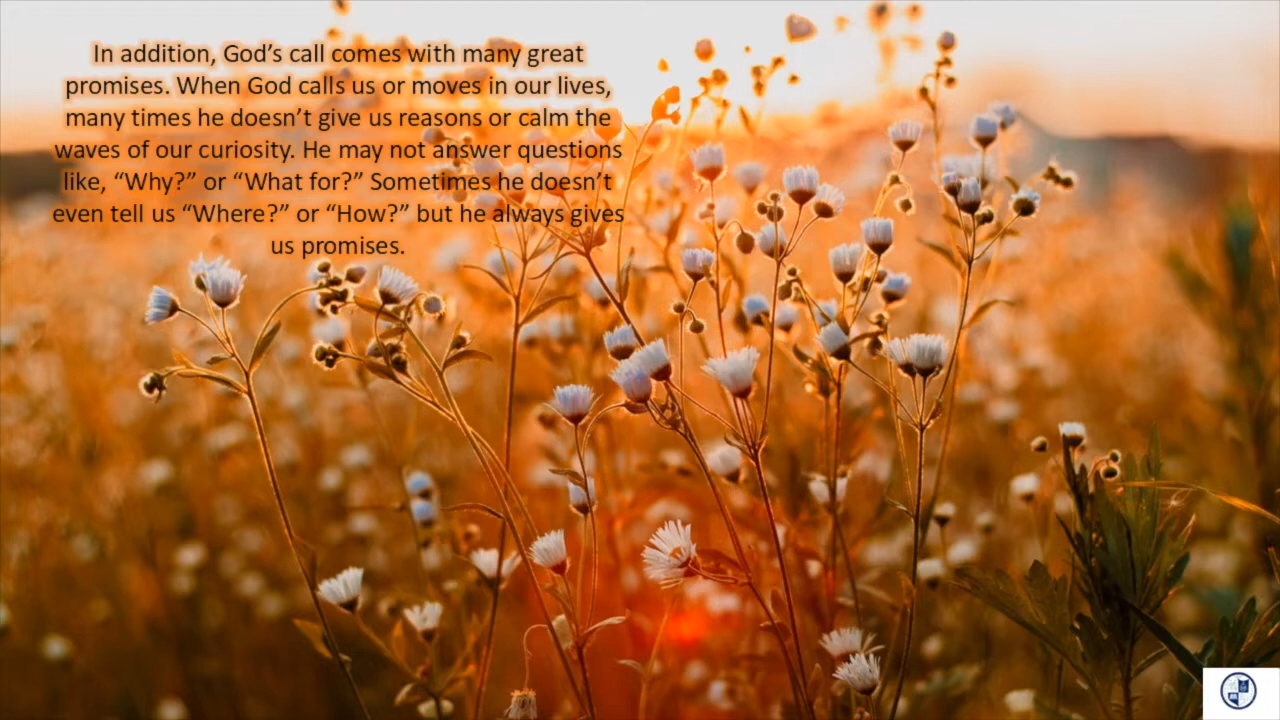 In addition, God’s call comes with many great
promises. When God calls us or moves in our lives,
many times he doesn’t give us reasons or calm the
waves of our curiosity. He may not answer questions
like, “Why?” or “What for?” Sometimes he doesn’t
even tell us “Where?” or “How?” but he always gives
us promises.